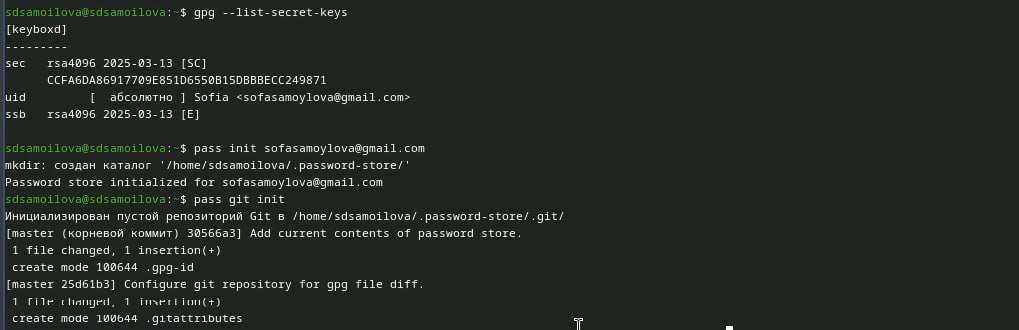 sdsamoilova@sdsamoilova:~$ gpg --list-secret-keys
[keyboxd]
---------
sec   rsa4096 2025-03-13 [SC]
      CCFA6DA86917709E851D6550B15DBBBECC249871
uid         [  абсолютно ] Sofia <sofasamoylova@gmail.com>
ssb   rsa4096 2025-03-13 [E]
sdsamoilova@sdsamoilova:~$ pass init sofasamoylova@gmail.com
mkdir: создан каталог '/home/sdsamoilova/.password-store/'
Password store initialized for sofasamoylova@gmail.com
sdsamoilova@sdsamoilova:~$ pass git init
Инициализирован пустой репозиторий Git в /home/sdsamoilova/.password-store/.git/
[master (корневой коммит) 30566a3] Add current contents of password store.
 1 file changed, 1 insertion(+)
 create mode 100644 .gpg-id
[master 25d61b3] Configure git repository for gpg file diff.
 1 file changed, 1 insertion(+)
 create mode 100644 .gitattributes